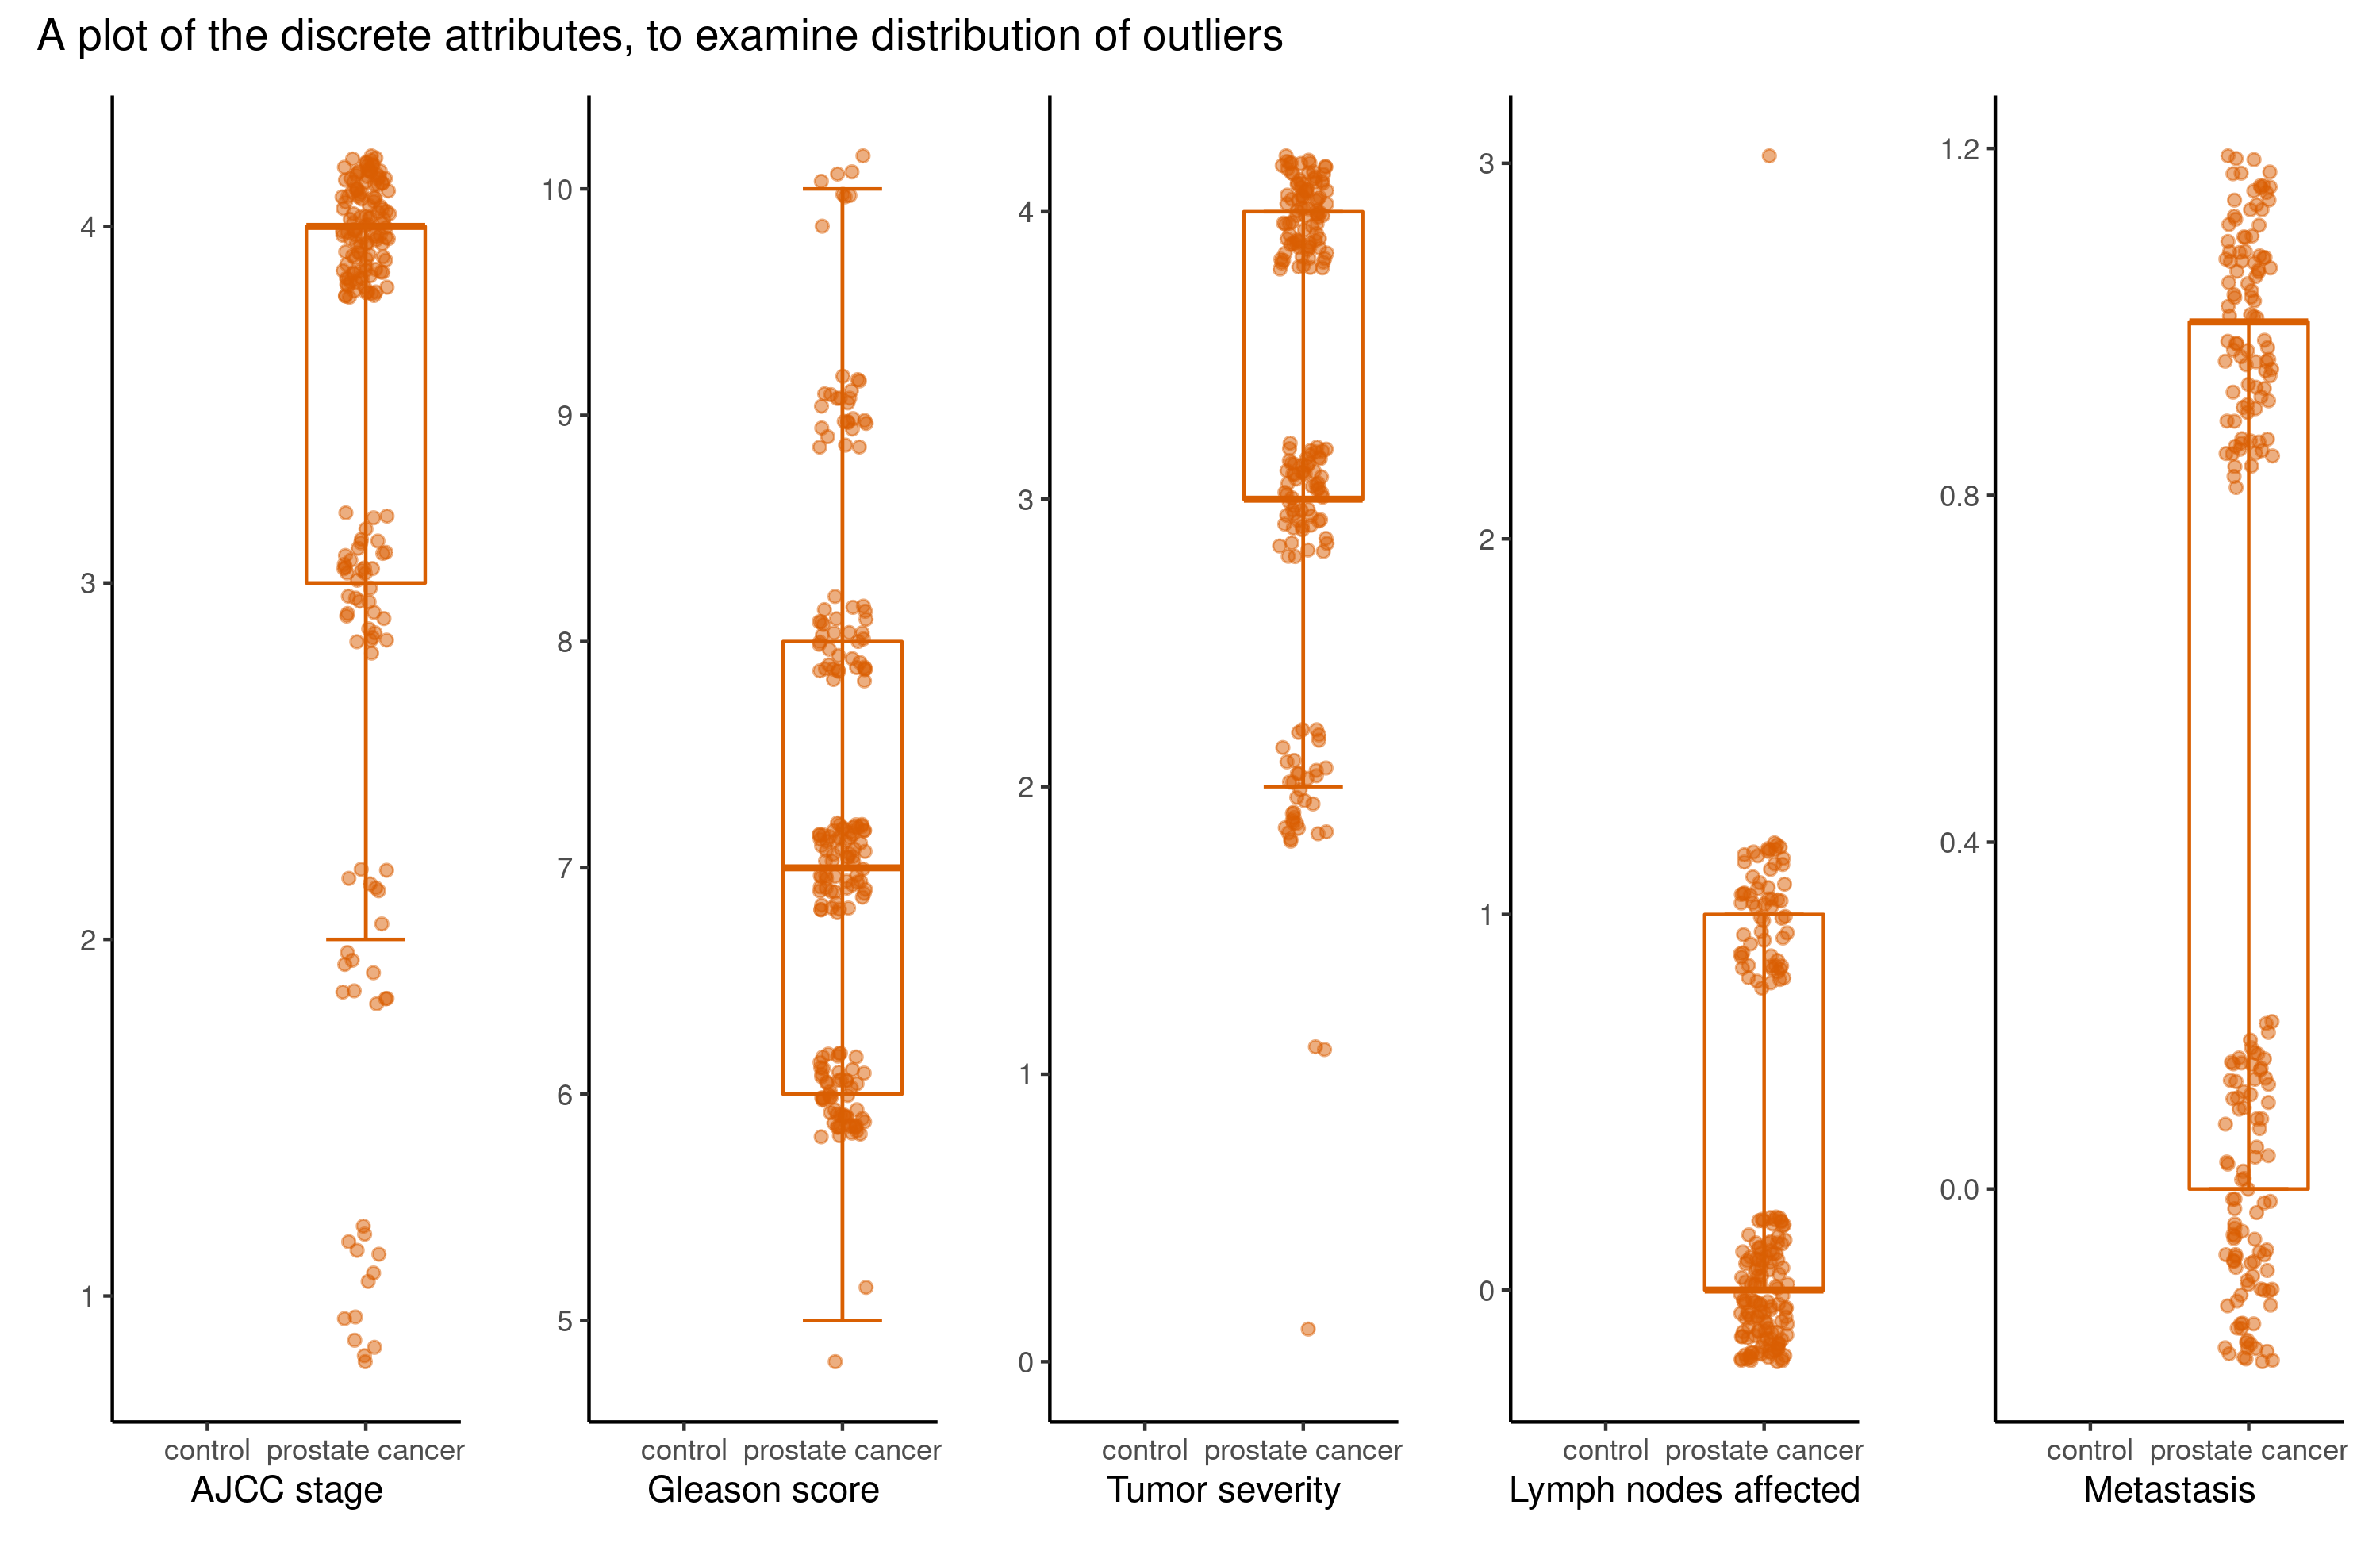 A plot of the discrete attributes, to examine distribution of outliers
4
3
2
1
control prostate cancer
AJCC stage
10
9
8
7
6
5
control prostate cancer
Gleason score
4
3
2
1
0
control prostate cancer
Tumor severity
3
2
1
0
control prostate cancer
Lymph nodes affected
1.2
0.8
0.4
0.0
control prostate cancer
Metastasis